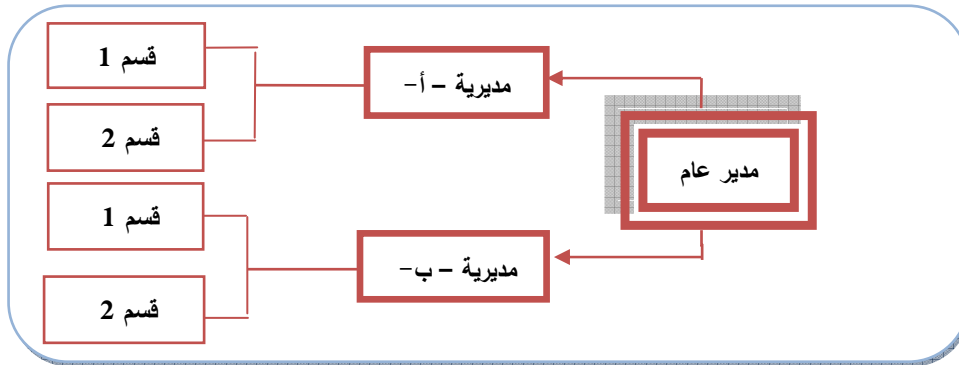 مدير عام
مديرية – أ-
مديرية – ب-
قسم 1
قسم 2
قسم 1
قسم 2